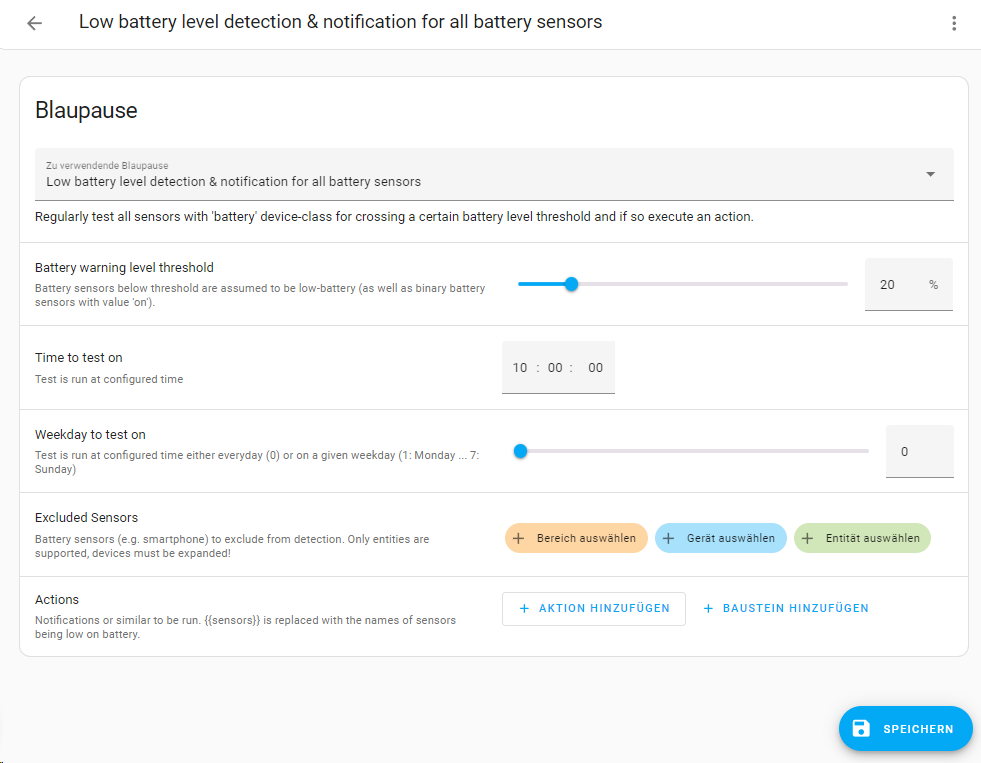 Low battery level detection & notification for all battery sensors
Blaupause
Zu verwendende Blaupause
Low battery level detection & notification for all battery sensors
Regularly test all sensors with 'battery' device-class for crossing a certain battery level threshold and if so execute an action.
Battery warning level threshold
Battery sensors below threshold are assumed to be low-battery (as well as binary battery
sensors with value 'on').
20 %
Time to test on
Test is run at configured time
10 : 00 : 00
Weekday to test on
Test is run at configured time either everyday (0) or on a given weekday (1: Monday ... 7:
Sunday)
0
Excluded Sensors
Battery sensors (e.g. smartphone) to exclude from detection. Only entities are
supported, devices must be expanded!
+ Bereich auswählen + Gerät auswählen + Entität auswählen
Actions
Notifications or similar to be run. {{sensors}} is replaced with the names of sensors
being low on battery.
+ AKTION HINZUFÜGEN + BAUSTEIN HINZUFÜGEN
SPEICHERN